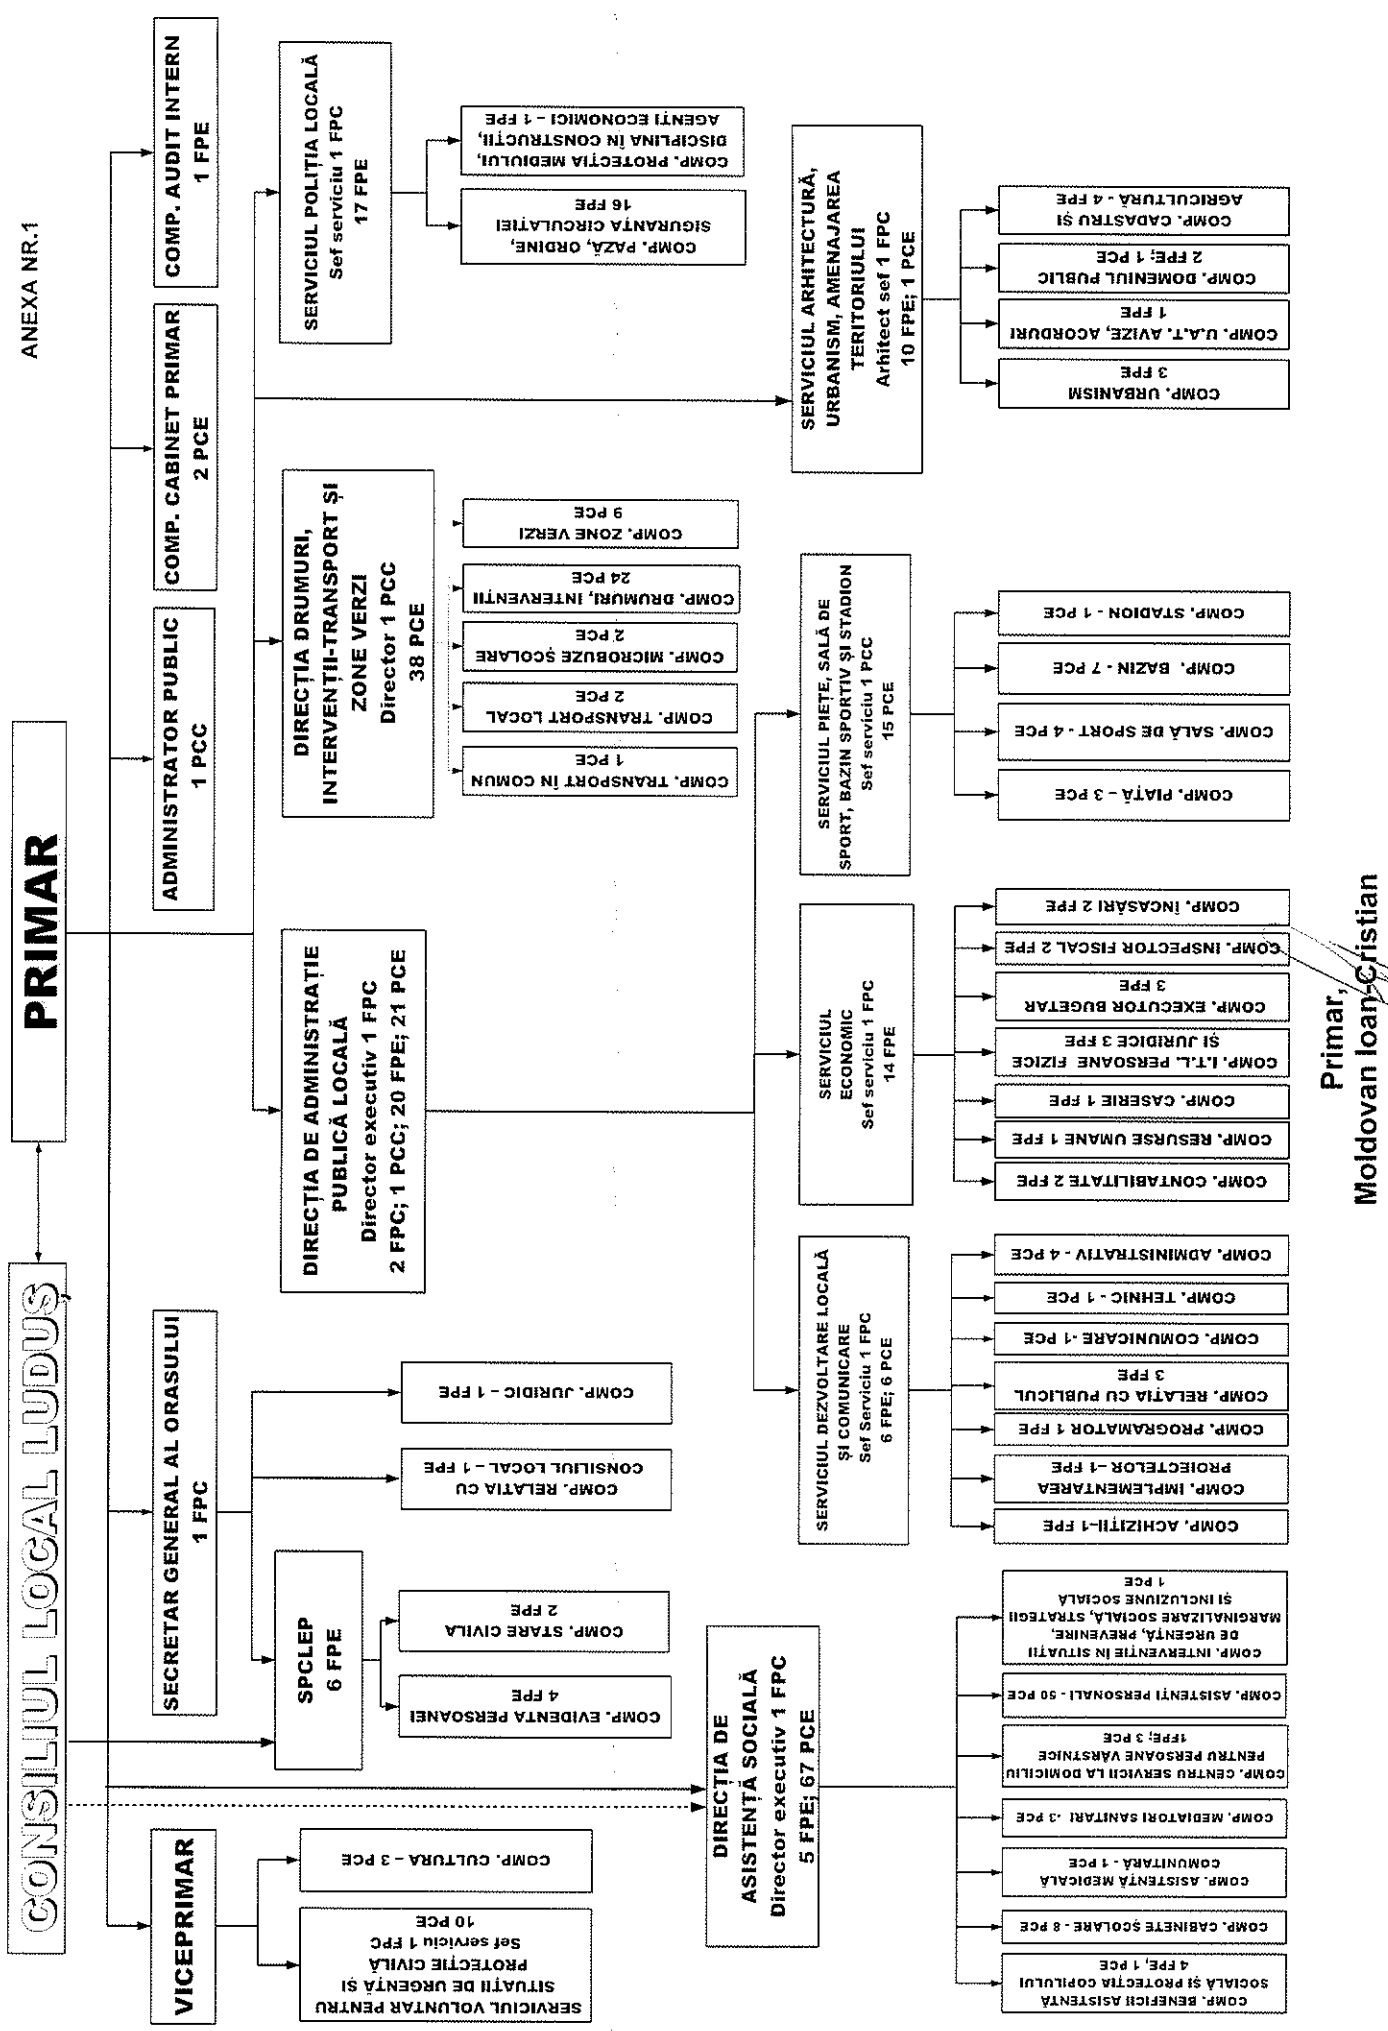 ANEXA NR.1
CONSILIUL LOCAL LUDUȘ
PRIMAR
VICEPRIMAR
SECRETAR GENERAL AL ORASULUI
1 FPC
ADMINISTRATOR PUBLIC
1 PCC
COMP. CABINET PRIMAR
2 PCE
COMP. AUDIT INTERN
1 FPE
SERVICIUL VOLUNTAR PENTRU
SITUAȚII DE URGENȚĂ ȘI
PROTECȚIE CIVILĂ
Sef serviciu 1 FPC
10 PCE
COMP. CULTURA – 3 PCE
SPCLEP
6 FPE
COMP. EVIDENTA PERSOANEI
4 FPE
COMP. STARE CIVILA
2 FPE
COMP. RELATIA CU
CONSILIUL LOCAL – 1 FPE
COMP. JURIDIC - 1 FPE
DIRECȚIA DE ADMINISTRAȚIE
PUBLICĂ LOCALĂ
Director executiv 1 FPC
2 FPC; 1 PCC; 20 FPE; 21 PCE
DIRECȚIA DRUMURI,
INTERVENȚII-TRANSPORT ȘI
ZONE VERZI
Director 1 PCC
38 PCE
COMP. TRANSPORT ÎN COMUN
1 PCE
COMP. TRANSPORT LOCAL
2 PCE
COMP. MICROBUZE ȘCOLARE
2 PCE
COMP. DRUMURI, INTERVENȚII
24 PCE
COMP. ZONE VERZI
9 PCE
SERVICIUL POLIȚIA LOCALĂ
Sef serviciu 1 FPC
17 FPE
COMP. PAZĂ, ORDINE,
SIGURANȚA CIRCULAȚIEI
16 FPE
COMP. PROTECȚIA MEDIULUI,
DISCIPLINA ÎN CONSTRUCȚII,
AGENȚI ECONOMICI – 1 FPE
DIRECȚIA DE
ASISTENȚĂ SOCIALĂ
Director executiv 1 FPC
5 FPE; 67 PCE
SERVICIUL DEZVOLTARE LOCALĂ
ȘI COMUNICARE
Sef Serviciu 1 FPC
6 FPE; 6 PCE
SERVICIUL
ECONOMIC
Sef serviciu 1 FPC
14 FPE
SERVICIUL PIEȚE, SALĂ DE
SPORT, BAZIN SPORTIV ȘI STADION
Sef serviciu 1 PCC
15 PCE
SERVICIUL ARHITECTURĂ,
URBANISM, AMENAJAREA
TERITORIULUI
Arhitect sef 1 FPC
10 FPE; 1 PCE
COMP. BENEFICII ASISTENȚĂ
SOCIALĂ ȘI PROTECȚIA COPILULUI
4 FPE, 1 PCE
COMP. CABINETE ȘCOLARE - 8 PCE
COMP. ASISTENȚĂ MEDICALĂ
COMUNITARĂ - 1 PCE
COMP. MEDIATORI SANITARI -3 PCE
COMP. CENTRU SERVICII LA DOMICILIU
PENTRU PERSOANE VÂRSTNICE
1FPE; 3 PCE
COMP. ASISTENȚI PERSONALI - 50 PCE
COMP. INTERVENȚIE ÎN SITUAȚII
DE URGENȚĂ, PREVENIRE,
MARGINALIZARE SOCIALĂ, STRATEGII
ȘI INCLUZIUNE SOCIALĂ
1 PCE
COMP. ACHIZIȚII–1 FPE
COMP. IMPLEMENTAREA
PROIECTELOR –1 FPE
COMP. PROGRAMATOR 1 FPE
COMP. RELAȚIA CU PUBLICUL
3 FPE
COMP. COMUNICARE -1 PCE
COMP. TEHNIC - 1 PCE
COMP. ADMINISTRATIV - 4 PCE
COMP. CONTABILITATE 2 FPE
COMP. RESURSE UMANE 1 FPE
COMP. CASERIE 1 FPE
COMP. I.T.L. PERSOANE FIZICE
ȘI JURIDICE 3 FPE
COMP. EXECUTOR BUGETAR
3 FPE
COMP. INSPECTOR FISCAL 2 FPE
COMP. ÎNCASĂRI 2 FPE
COMP. PIAȚĂ – 3 PCE
COMP. SALĂ DE SPORT - 4 PCE
COMP. BAZIN - 7 PCE
COMP. STADION - 1 PCE
COMP. URBANISM
3 FPE
COMP. U.A.T. AVIZE, ACORDURI
1 FPE
COMP. DOMENIUL PUBLIC
2 FPE; 1 PCE
COMP. CADASTRU ȘI
AGRICULTURĂ - 4 FPE
Primar,
Moldovan Ioan-Cristian